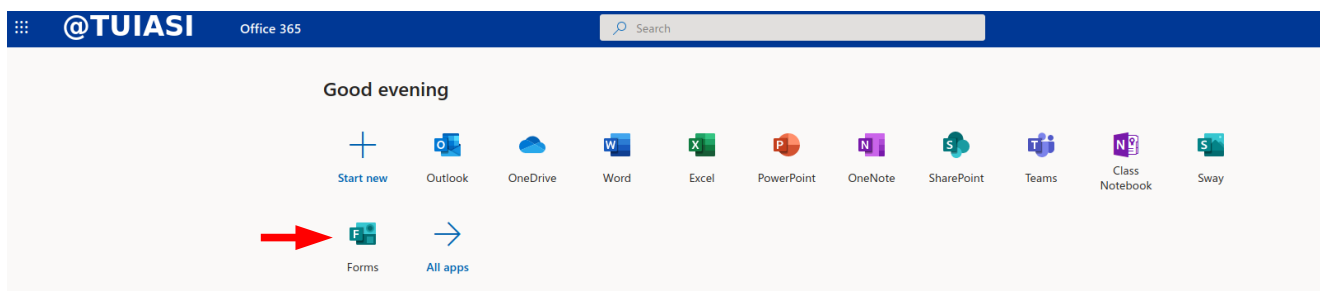 @TUIASI Office 365 Search
Good evening
Start new Outlook OneDrive Word Excel PowerPoint OneNote SharePoint Teams Class Notebook Sway
Forms All apps